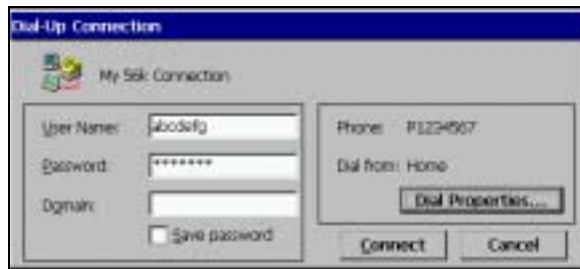 Dial-Up Connection
My 56k Connection
User Name: abcdefg
Password: *******
Domain:
Save password
Phone: P1234567
Dial from: Home
Dial Properties...
Connect Cancel